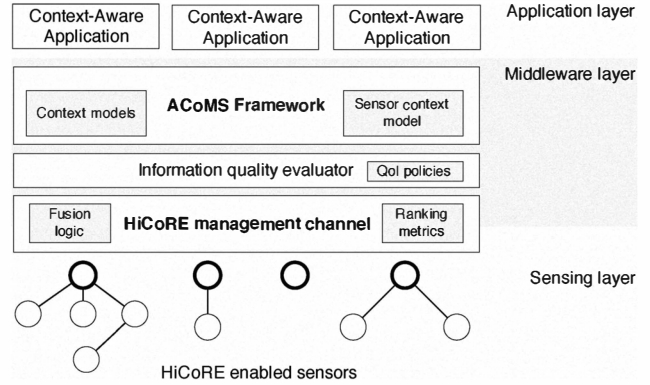 Context-Aware
Application
Context-Aware
Application
Context-Aware
Application
Application layer
Middleware layer
Context models
ACoMS Framework
Sensor context
model
Information quality evaluator
QoI policies
Fusion
logic
HiCoRE management channel
Ranking
metrics
Sensing layer
HiCoRE enabled sensors